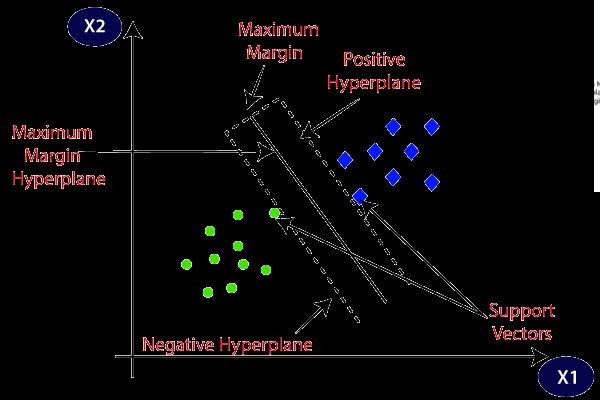 X2
Maximum
Margin
Positive
Hyperplane
Maximum
Margin
Hyperplane
Support
Vectors
Negative Hyperplane
X1